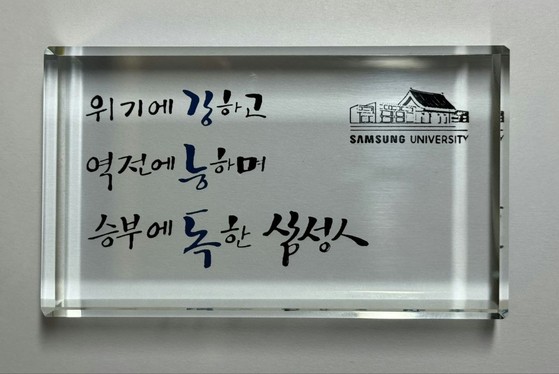 위기에 강하고
역전에 능하며
승부에 독한 삼성人
SAMSUNG UNIVERSITY